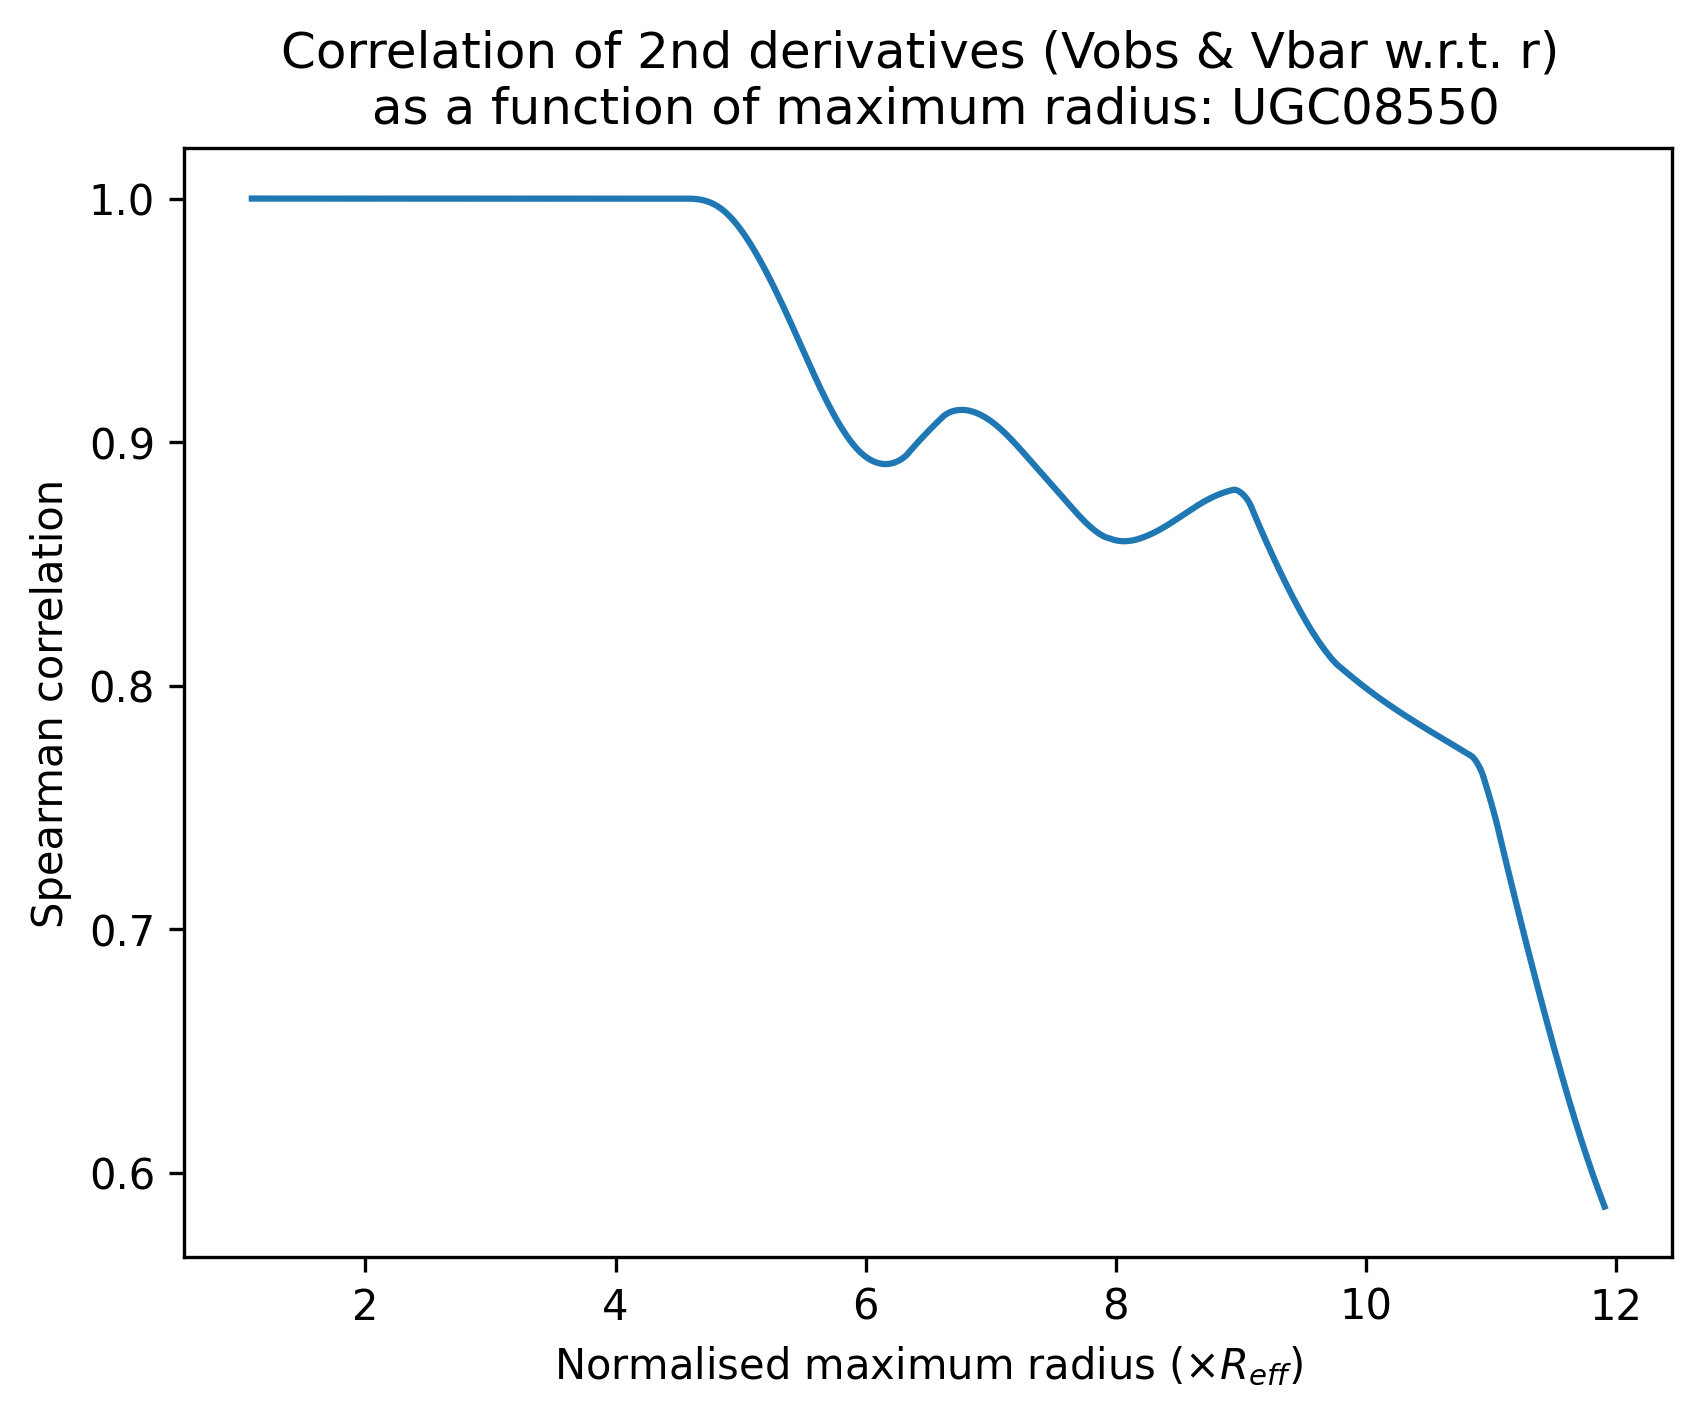 Correlation of 2nd derivatives (Vobs & Vbar w.r.t. r)
as a function of maximum radius: UGC08550
1.0
0.9
0.8
0.7
0.6
Spearman correlation
2 4 6 8 10 12
Normalised maximum radius (×R_eff)